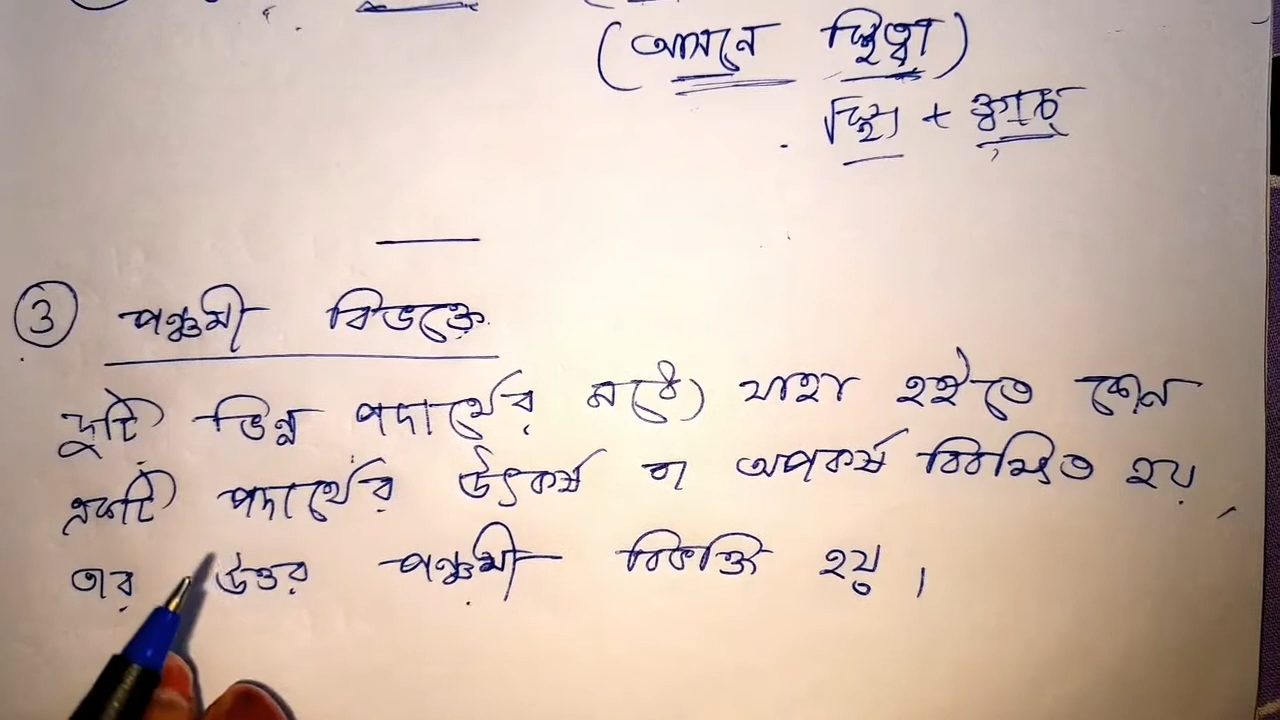 (আসনে স্থিত্বা)
স্থা + ক্ত্বাচ্
③ পঞ্চমী বিভক্তে
দুটি ভিন্ন পদার্থের মধ্যে যাহা হইতে কোন
একটি পদার্থের উৎকর্ষ বা অপকর্ষ বিবক্ষিত হয়,
তার উত্তর পঞ্চমী বিভক্তি হয়।